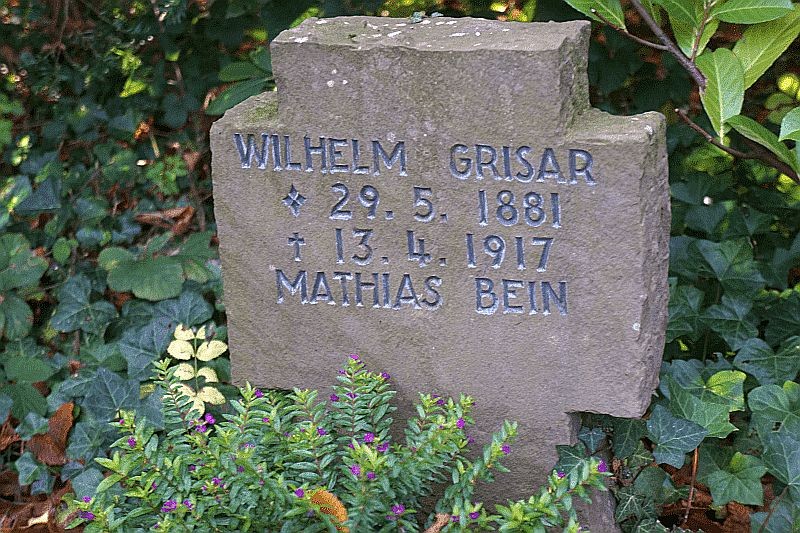 WILHELM GRISAR
* 29. 5. 1881
† 13. 4. 1917
MATHIAS BEIN